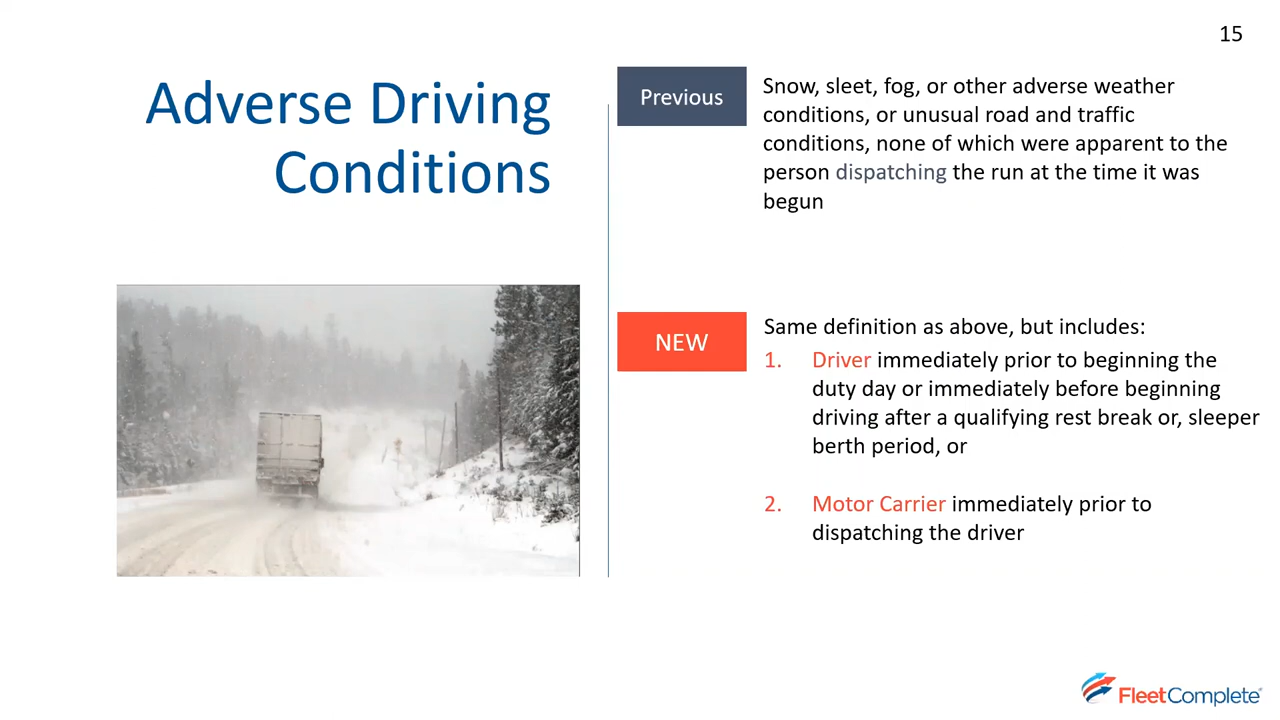 15
Adverse Driving
Conditions
Previous
Snow, sleet, fog, or other adverse weather
conditions, or unusual road and traffic
conditions, none of which were apparent to the
person dispatching the run at the time it was
begun
NEW
Same definition as above, but includes:
1. Driver immediately prior to beginning the
duty day or immediately before beginning
driving after a qualifying rest break or, sleeper
berth period, or
2. Motor Carrier immediately prior to
dispatching the driver
FleetComplete®